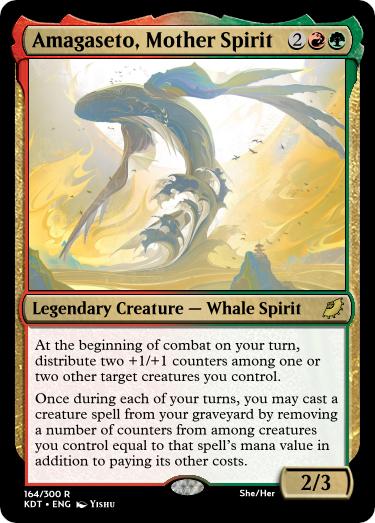 Amagaseto, Mother Spirit 2
Legendary Creature — Whale Spirit
At the beginning of combat on your turn,
distribute two +1/+1 counters among one or
two other target creatures you control.
Once during each of your turns, you may cast a
creature spell from your graveyard by removing
a number of counters from among creatures
you control equal to that spell's mana value in
addition to paying its other costs.
2/3
164/300 R
She/Her
KDT • ENG Yishu